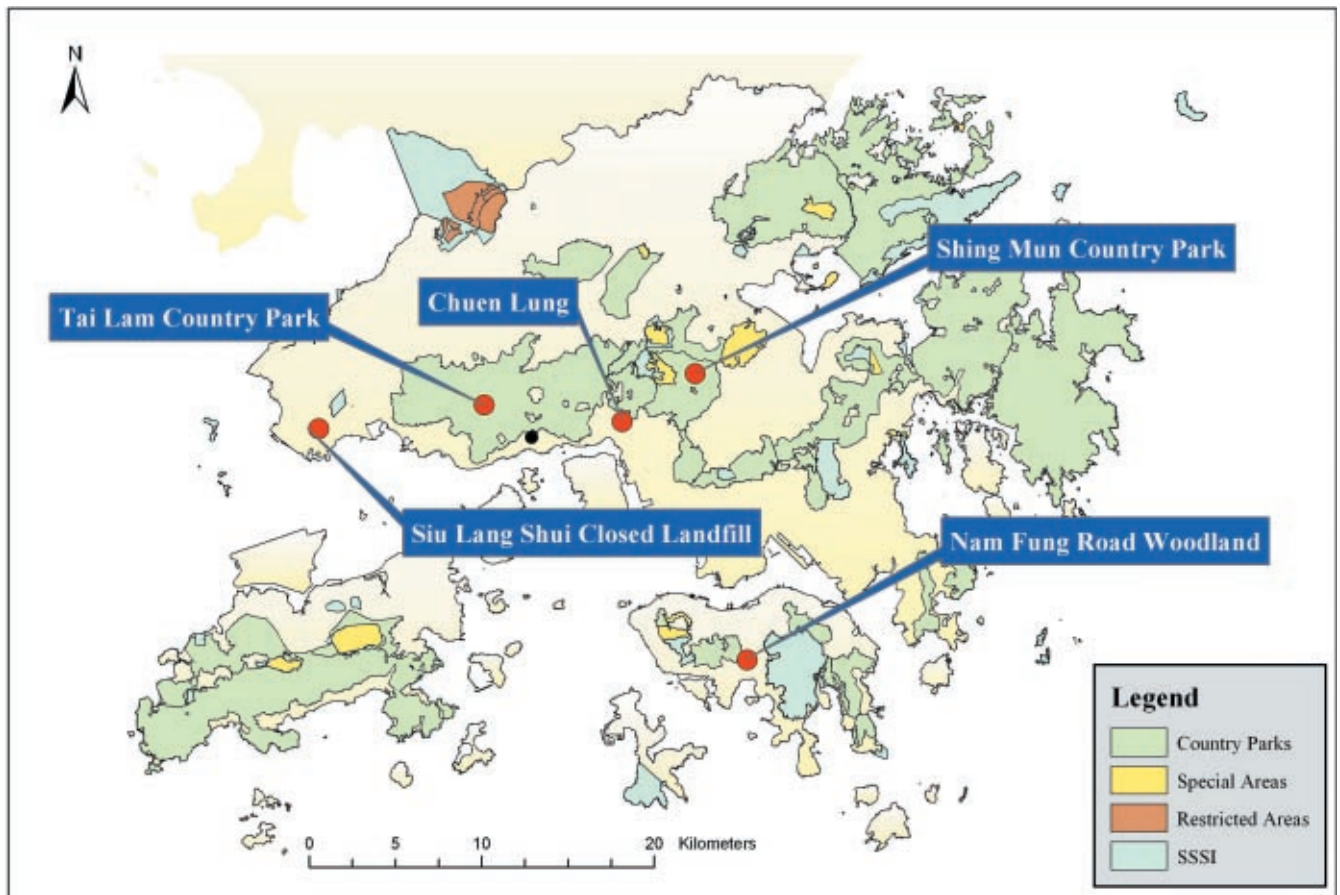 N
Shing Mun Country Park
Chuen Lung
Tai Lam Country Park
Siu Lang Shui Closed Landfill
Nam Fung Road Woodland
Legend
Country Parks
Special Areas
Restricted Areas
SSSI
0 5 10 20 Kilometers